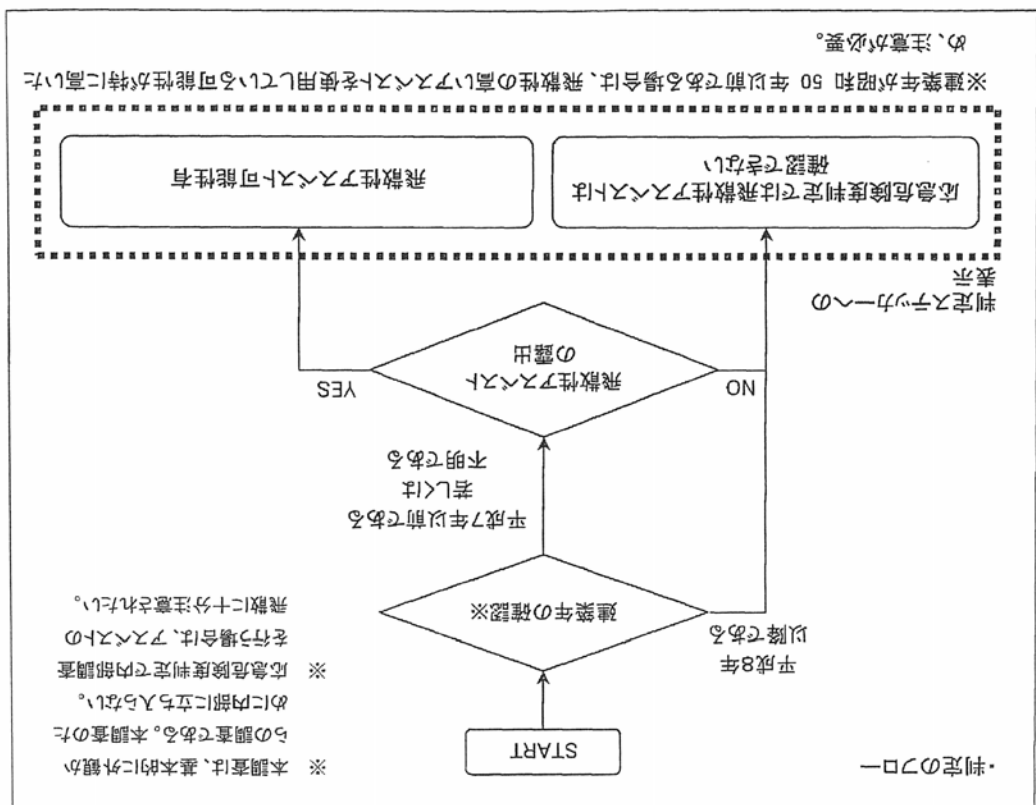 ・判定のフロー
START
※ 本調査は、基本的に外観か
らの調査である。本調査のた
めに内部に立ち入らない。
※ 応急危険度判定で内部調査
を行う場合は、アスベストの
飛散に十分注意されたい。
平成8年
以降である
建築年の確認※
平成7年以前である
若しくは
不明である
NO
飛散性アスベスト
の露出
YES
判定ステッカーへの
表示
応急危険度判定では飛散性アスベストは
確認できない
飛散性アスベスト可能性有
※建築年が昭和 50 年以前である場合は、飛散性の高いアスベストを使用している可能性が特に高いた
め、注意が必要。